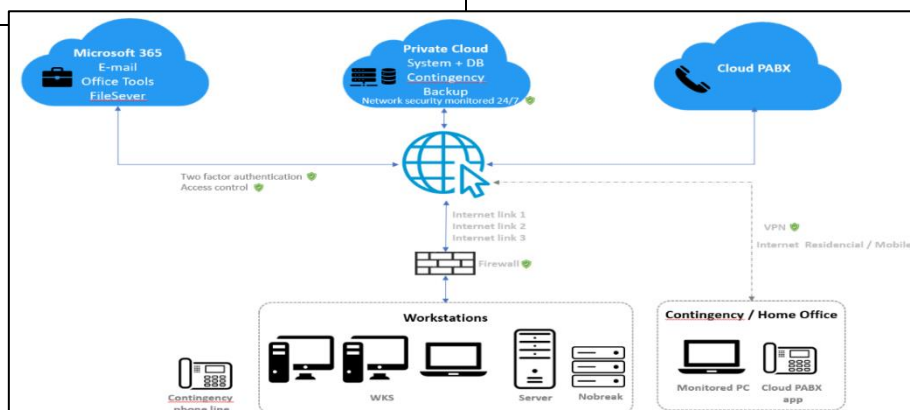 Microsoft 365
E-mail
Office Tools
FileSever
Private Cloud
System + DB
Contingency
Backup
Network security monitored 24/7
Cloud PABX
Two factor authentication
Access control
Internet link 1
Internet link 2
Internet link 3
Firewall
VPN
Internet Residencial / Mobile
Workstations
WKS
Server
Nobreak
Contingency / Home Office
Monitored PC
Cloud PABX
app
Contingency
phone line